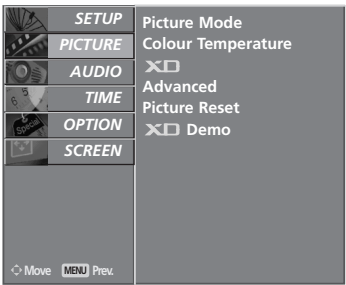 SETUP
PICTURE
AUDIO
TIME
OPTION
SCREEN
Move MENU Prev.
Picture Mode
Colour Temperature
XD
Advanced
Picture Reset
XD Demo